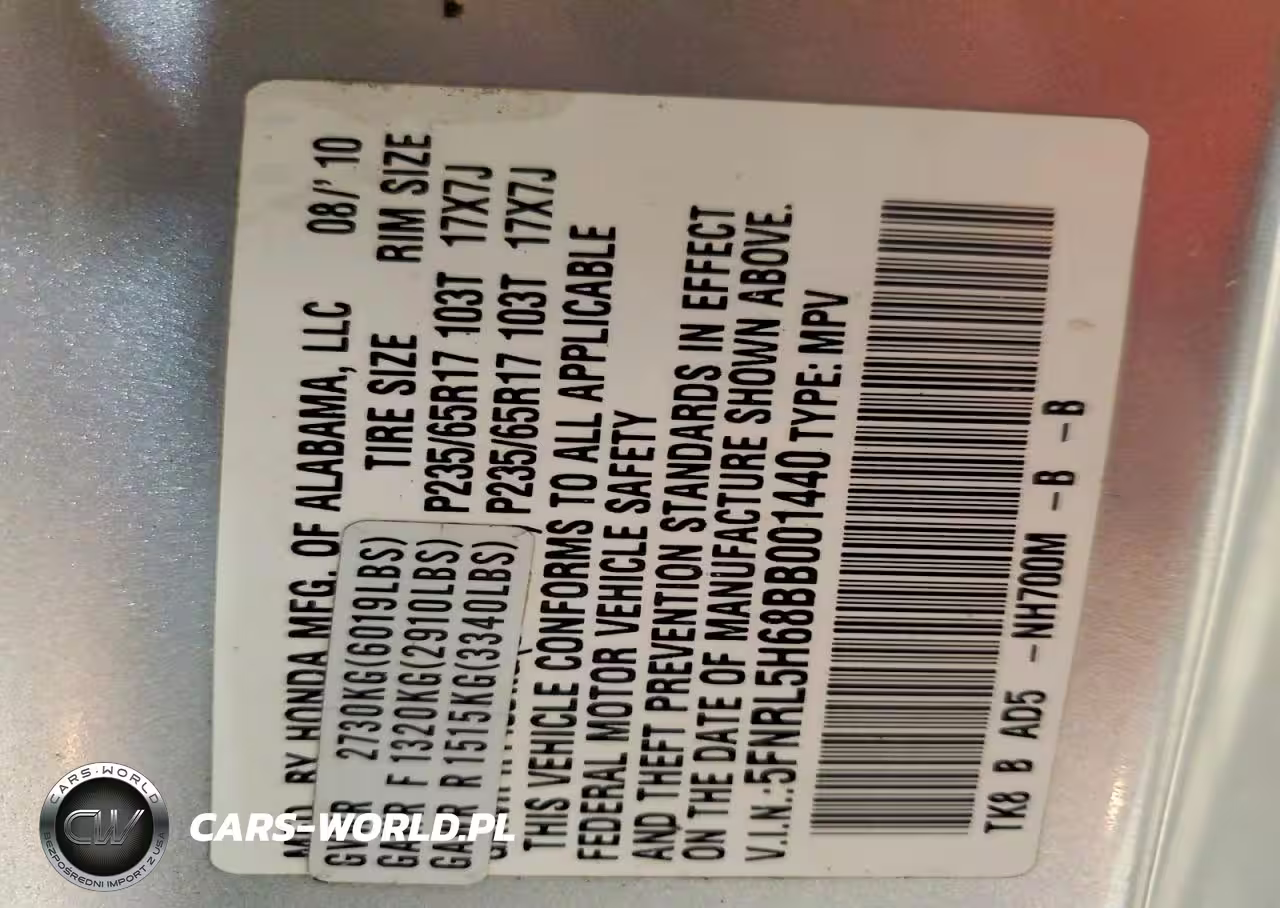 MFD. BY HONDA MFG. OF ALABAMA, LLC 08/'10
TIRE SIZE RIM SIZE
GVWR 2730KG(6019LBS)
GAWR F 1320KG(2910LBS) P235/65R17 103T 17X7J
GAWR R 1515KG(3340LBS) P235/65R17 103T 17X7J
THIS VEHICLE CONFORMS TO ALL APPLICABLE
FEDERAL MOTOR VEHICLE SAFETY
AND THEFT PREVENTION STANDARDS IN EFFECT
ON THE DATE OF MANUFACTURE SHOWN ABOVE.
V.I.N.:5FNRL5H68BB001440 TYPE: MPV
TK8 B AD5 -NH700M -B -B
CARS-WORLD
CW
BEZPOŚREDNI IMPORT Z USA
CARS-WORLD.PL